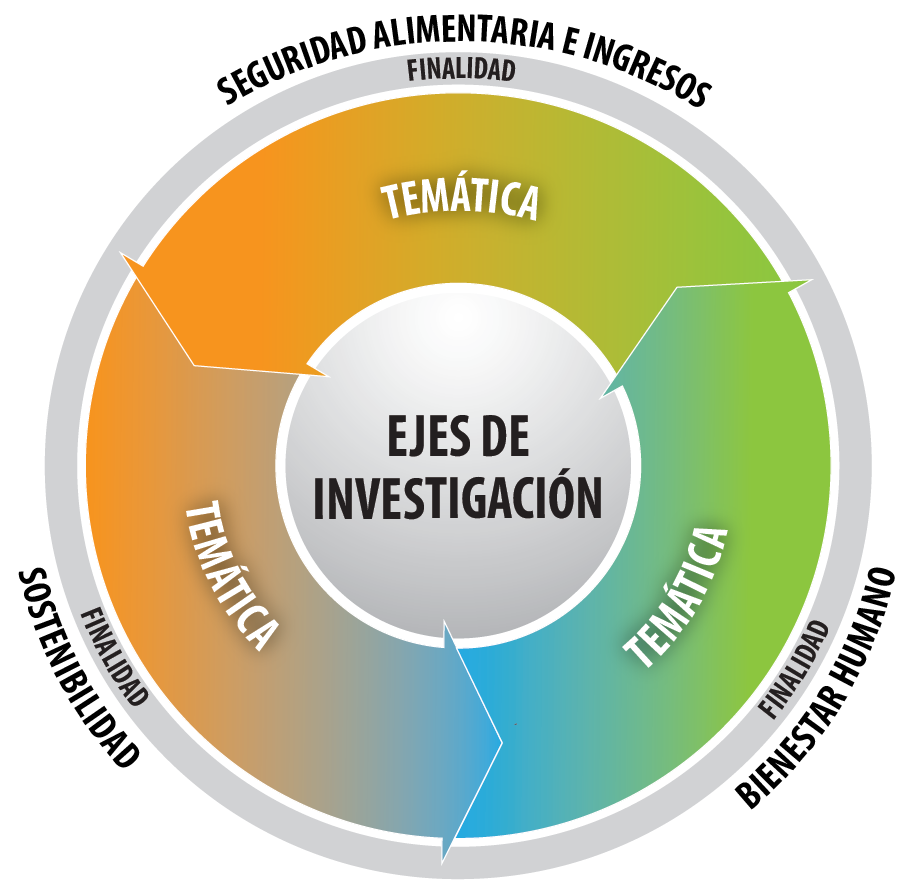 SEGURIDAD ALIMENTARIA E INGRESOS
FINALIDAD
TEMÁTICA
EJES DE
INVESTIGACIÓN
TEMÁTICA
TEMÁTICA
FINALIDAD
SOSTENIBILIDAD
FINALIDAD
BIENESTAR HUMANO